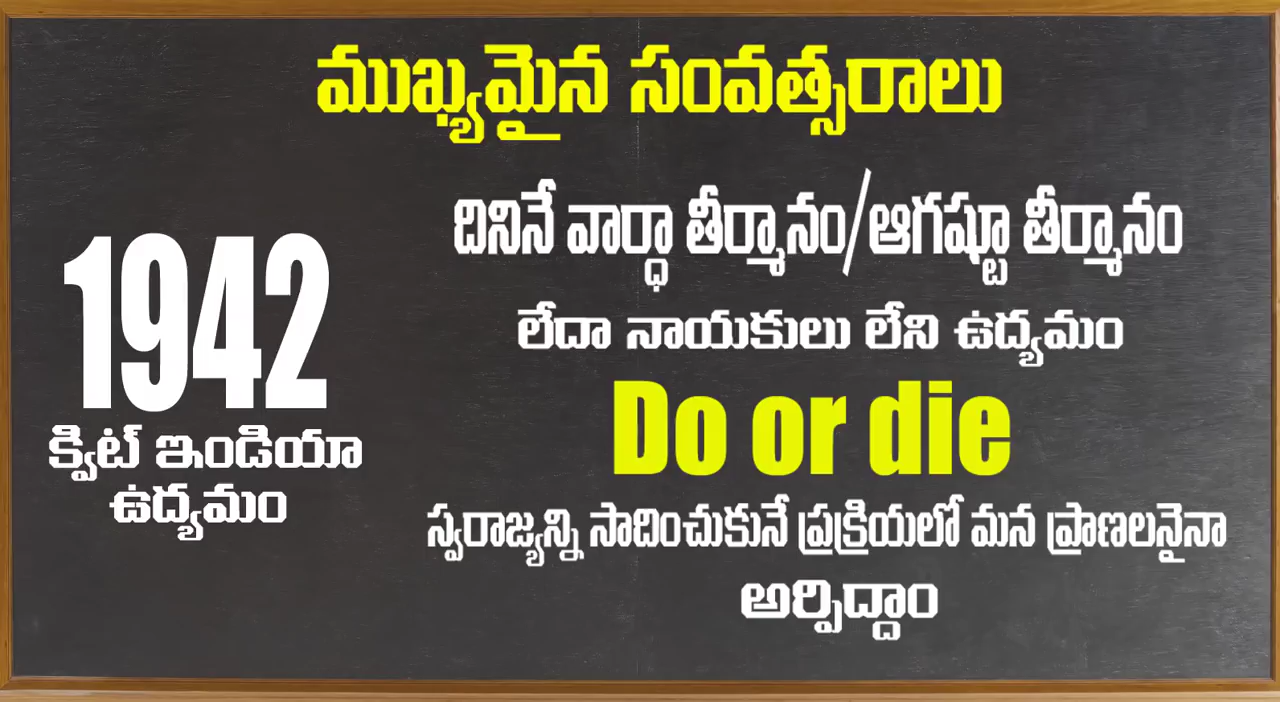 ముఖ్యమైన సంవత్సరాలు
1942
క్విట్ ఇండియా
ఉద్యమం
దినినే వార్ధా తీర్మానం/ఆగష్టూ తీర్మానం
లేదా నాయకులు లేని ఉద్యమం
Do or die
స్వరాజ్యన్ని సాదించుకునే ప్రక్రియలో మన ప్రాణలనైనా
అర్పిద్దాం